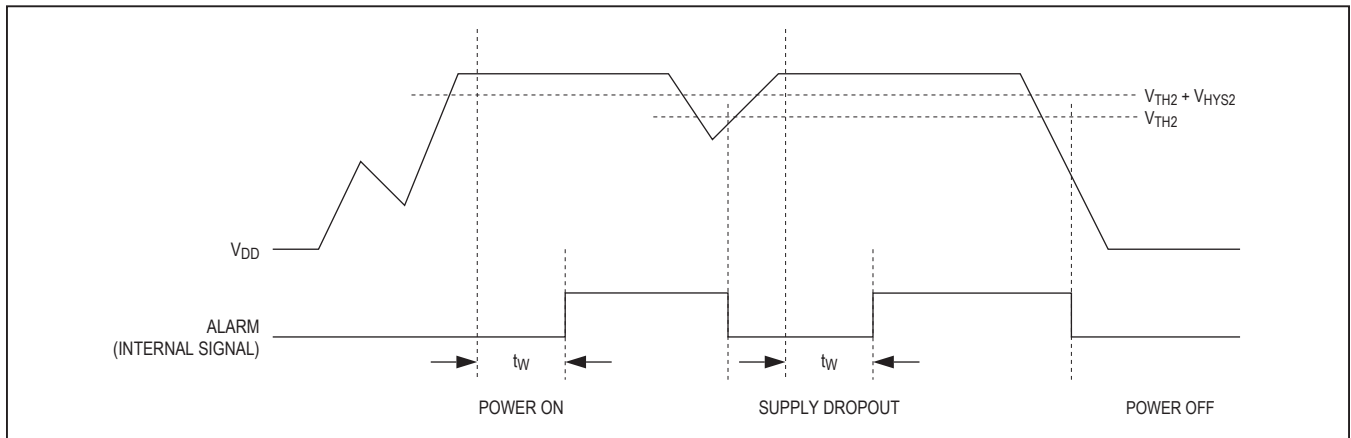 V_TH2 + V_HYS2
V_TH2
V_DD
ALARM
(INTERNAL SIGNAL)
t_W
t_W
POWER ON
SUPPLY DROPOUT
POWER OFF